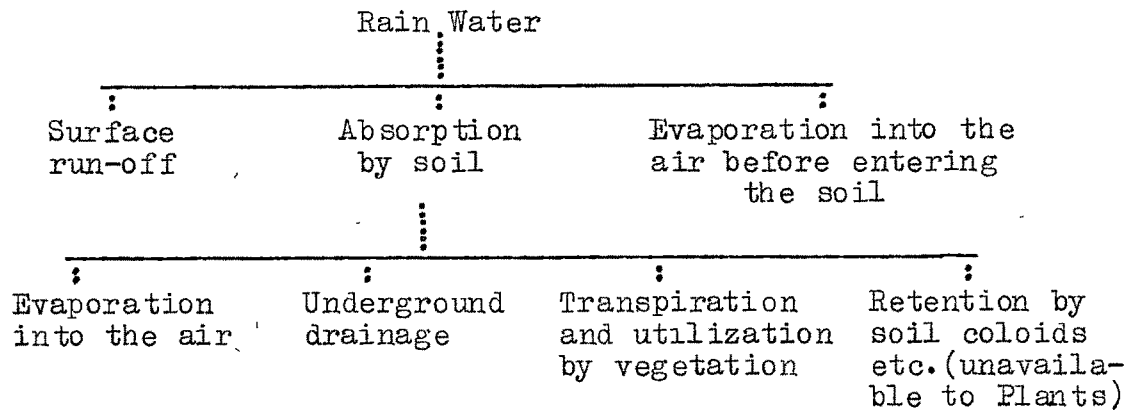 Rain Water
Surface
run-off
Absorption
by soil
Evaporation into the
air before entering
the soil
Evaporation
into the air
Underground
drainage
Transpiration
and utilization
by vegetation
Retention by
soil coloids
etc.(unavaila-
ble to Plants)